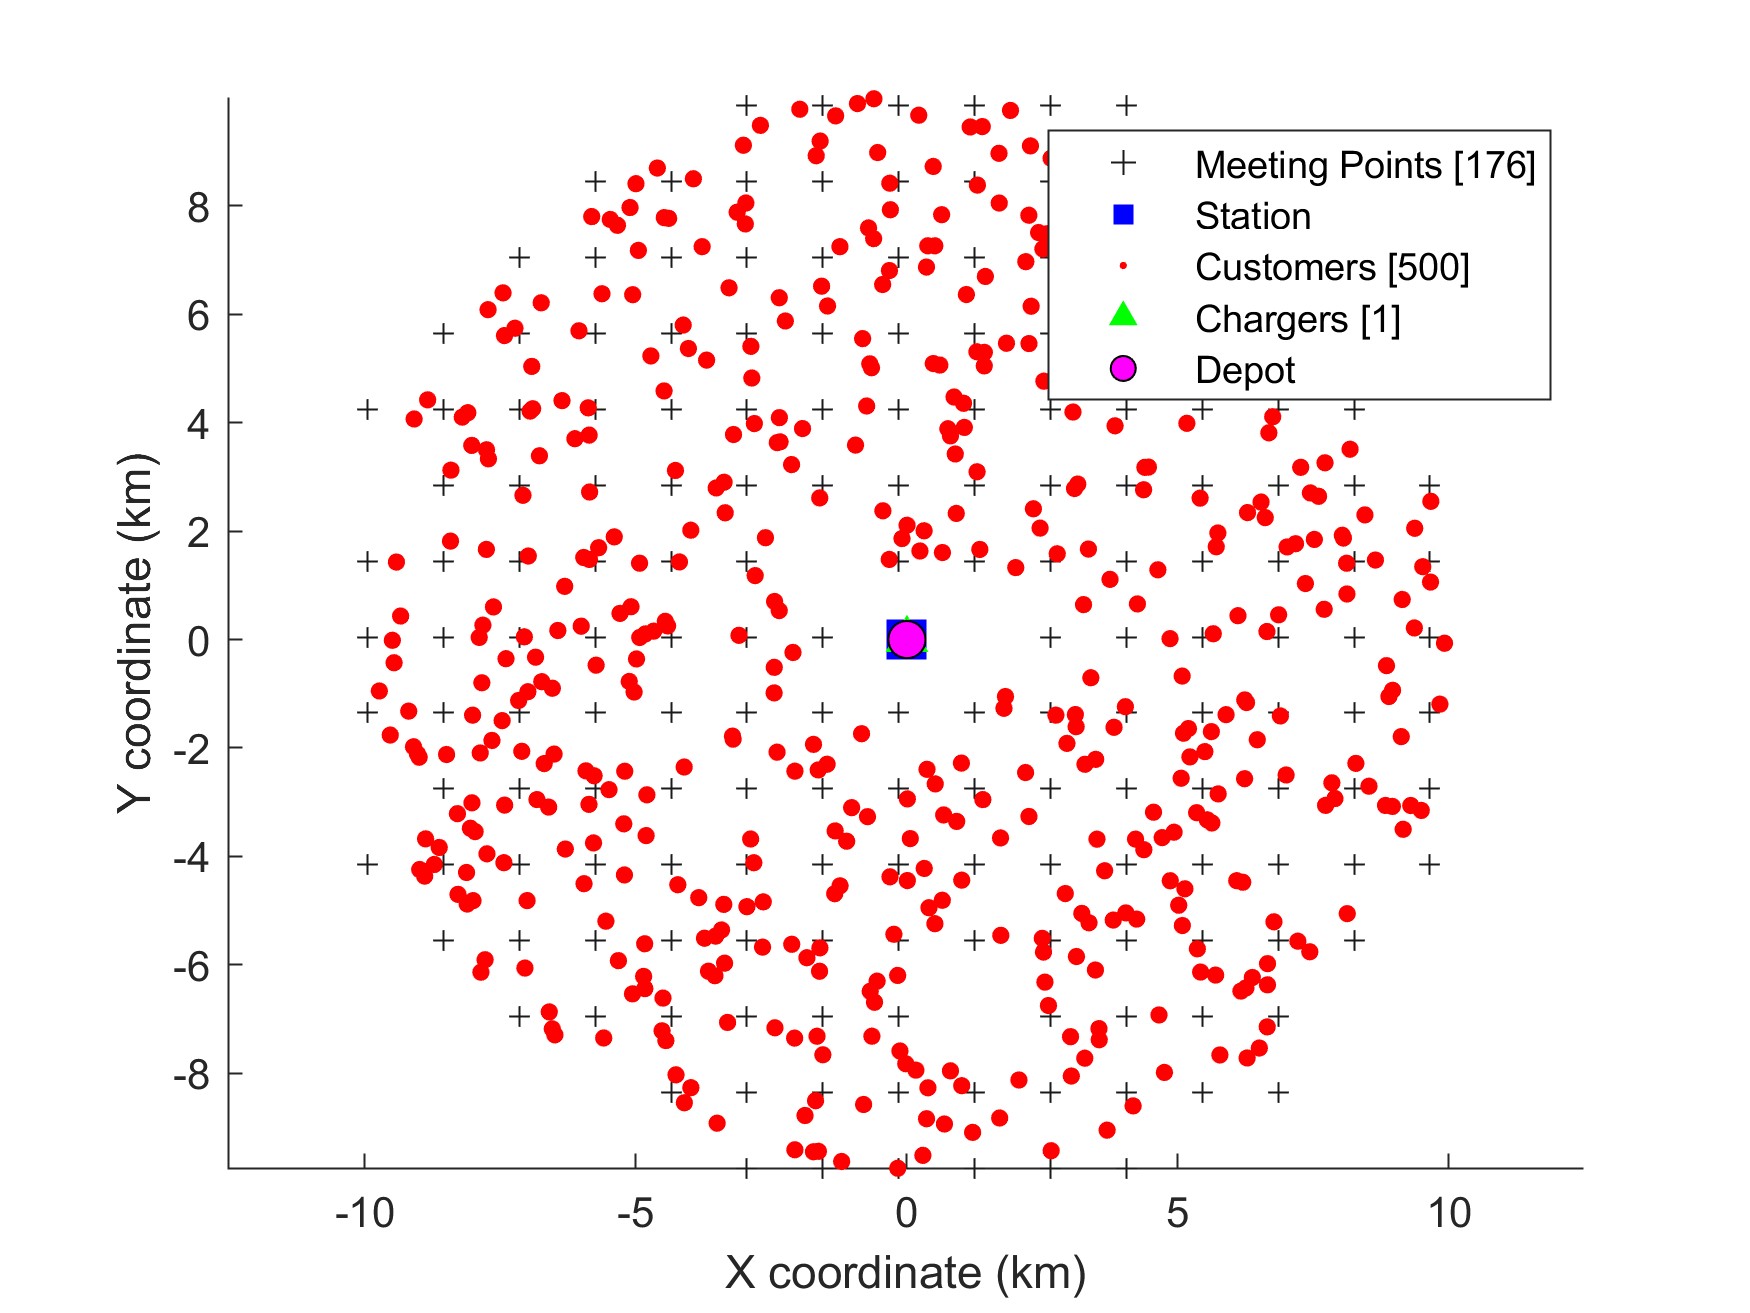 Meeting Points [176]
Station
Customers [500]
Chargers [1]
Depot
8
6
4
2
0
-2
-4
-6
-8
Y coordinate (km)
-10 -5 0 5 10
X coordinate (km)